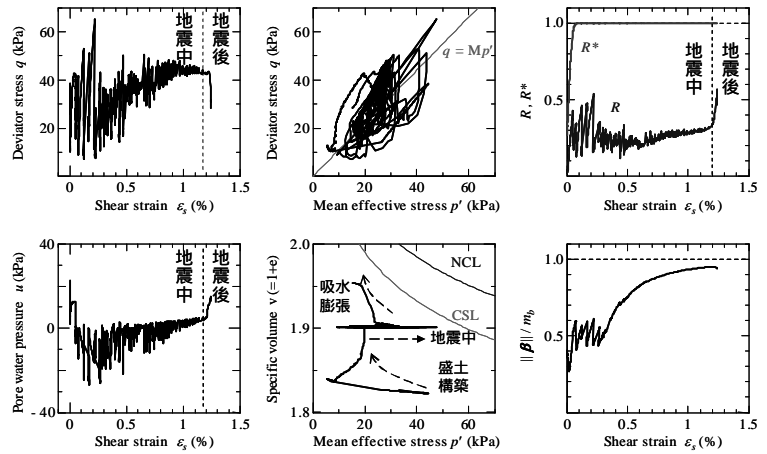 Deviator stress q (kPa)
60
40
20
0
0.5
1
1.5
Shear strain εs (%)
地震中
地震後
Deviator stress q (kPa)
60
40
20
0
20
40
60
Mean effective stress p' (kPa)
q = Mp'
R, R*
1.0
0.5
0
0.5
1
1.5
Shear strain εs (%)
R*
R
地震中
地震後
Pore water pressure u (kPa)
40
0
-40
0
0.5
1
1.5
Shear strain εs (%)
地震中
地震後
Specific volume v (=1+e)
2.0
1.9
1.8
0
20
40
60
Mean effective stress p' (kPa)
NCL
CSL
吸水
膨張
地震中
盛土
構築
||β|| / mb
1.0
0.5
0
0.5
1
1.5
Shear strain εs (%)